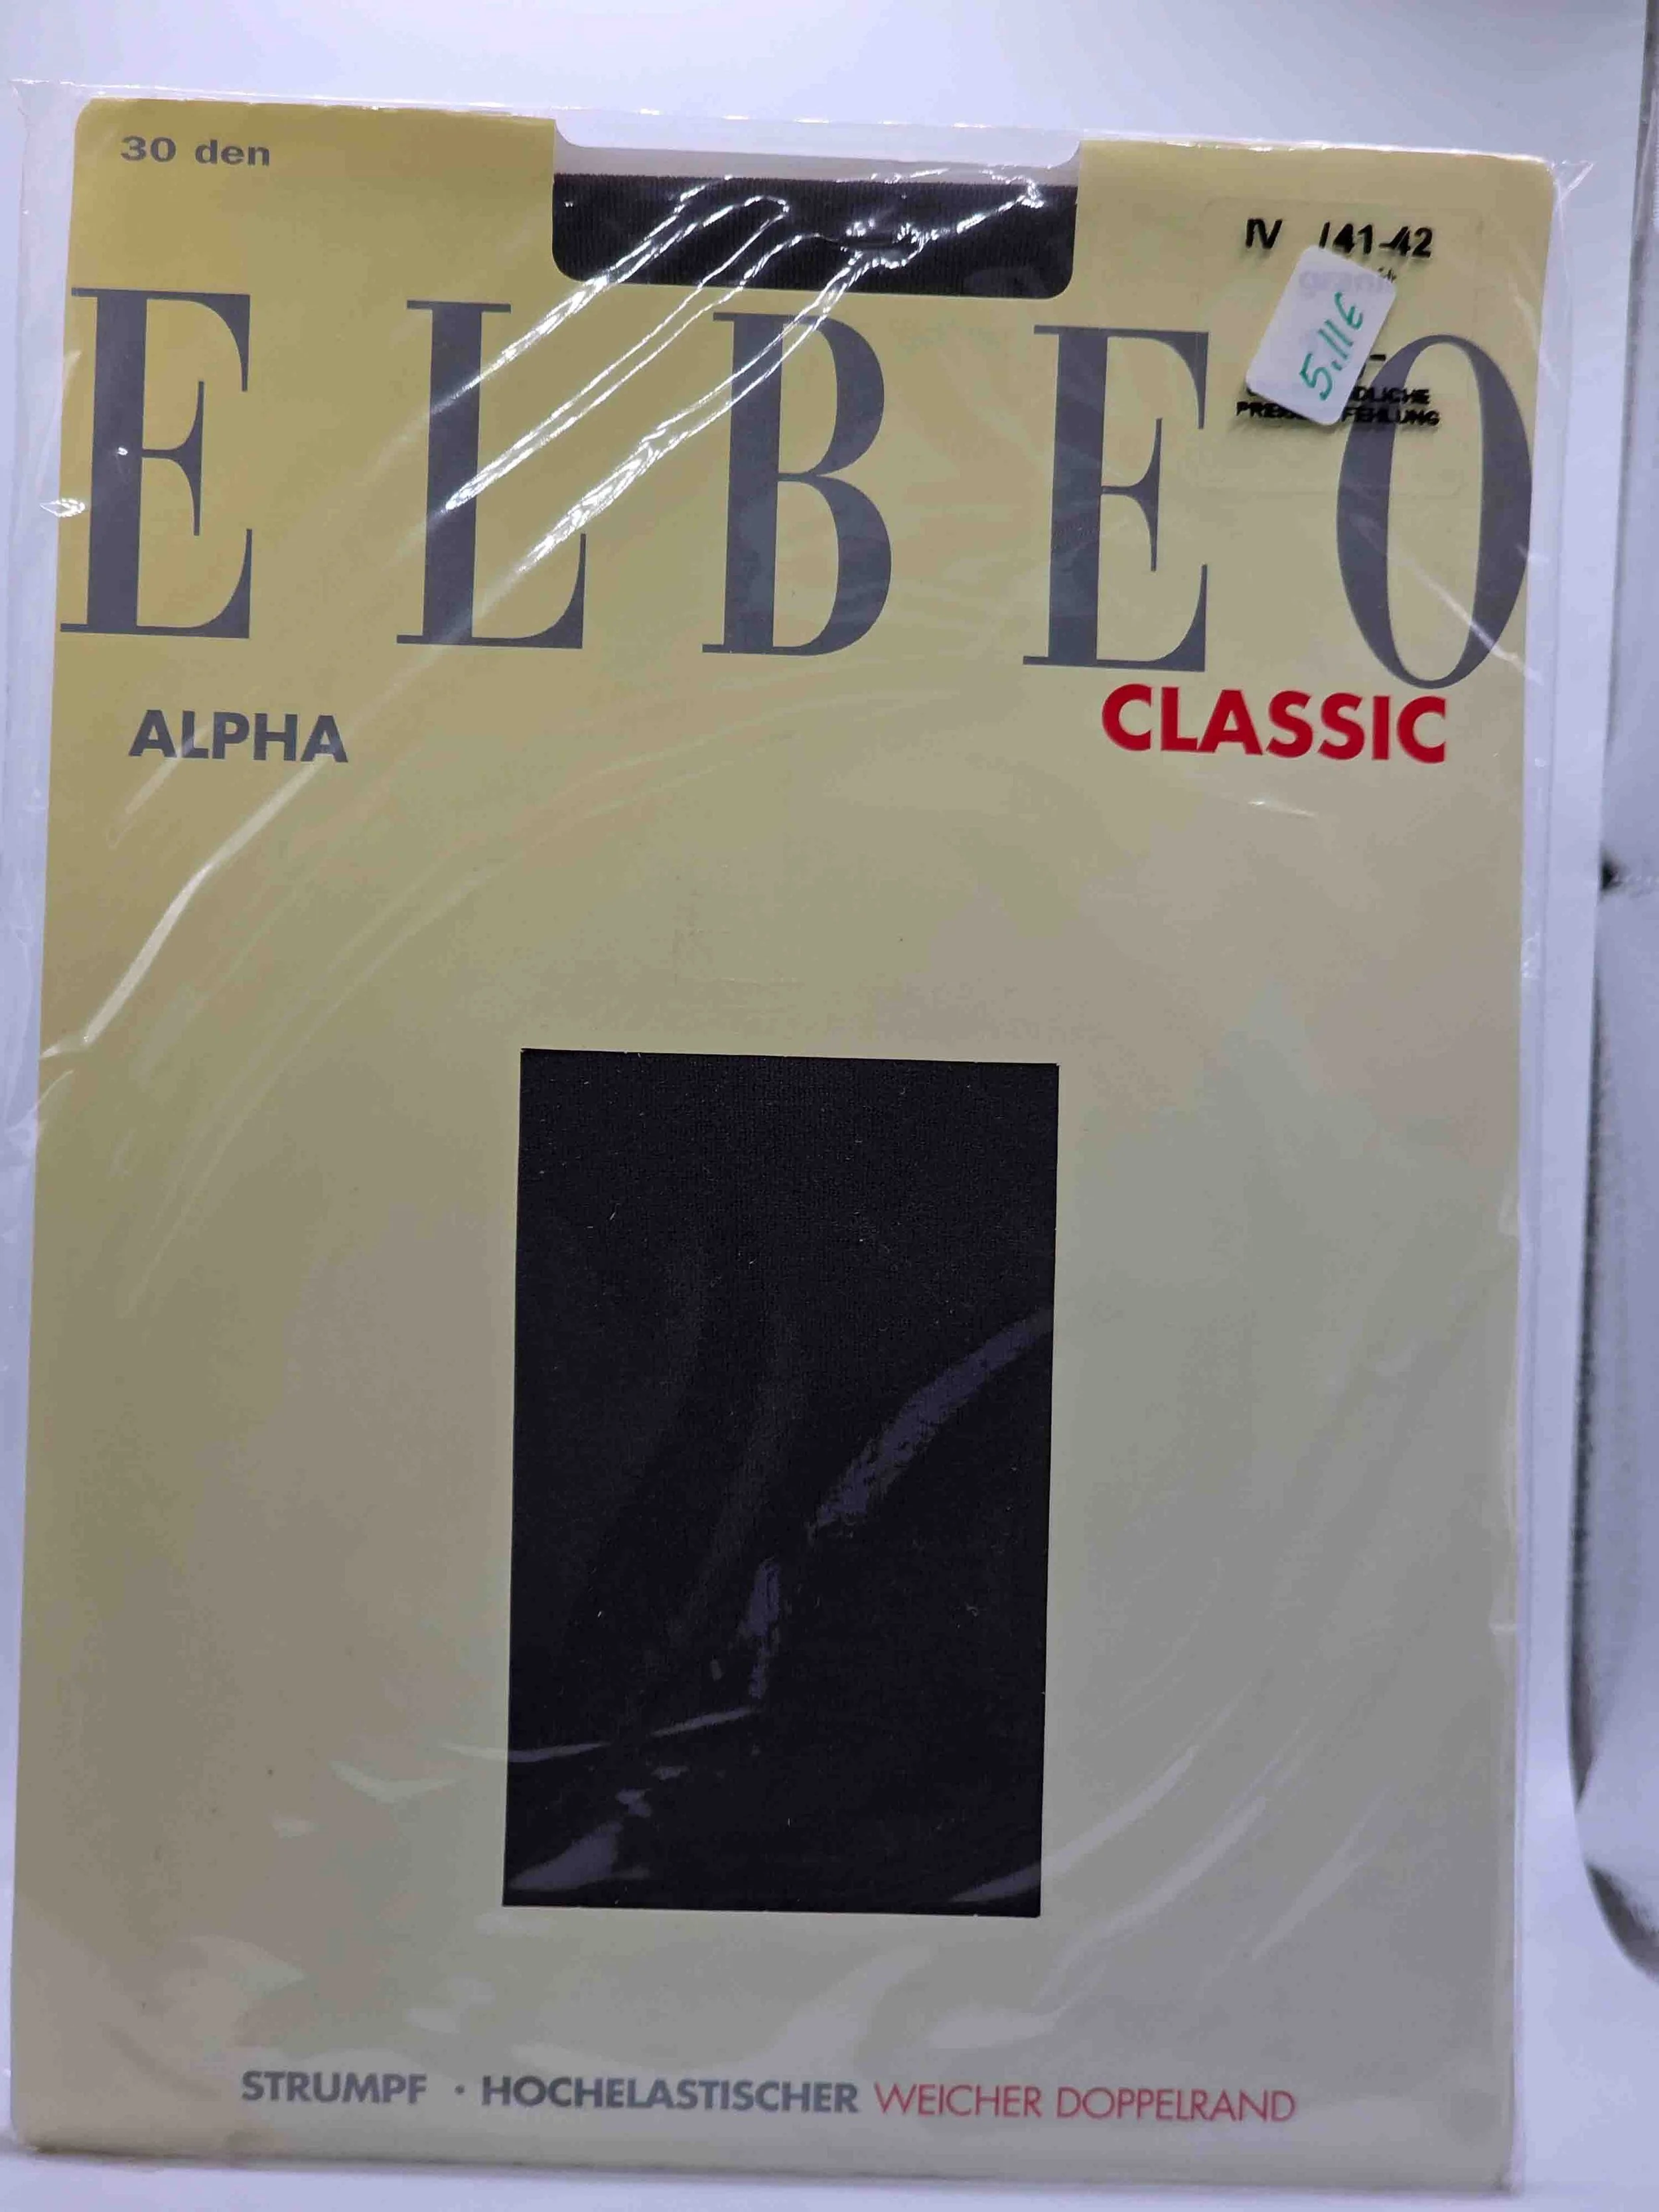 30 den
IV /41-42
5,11€
ELBEO
ALPHA
CLASSIC
STRUMPF · HOCHELASTISCHER WEICHER DOPPELRAND